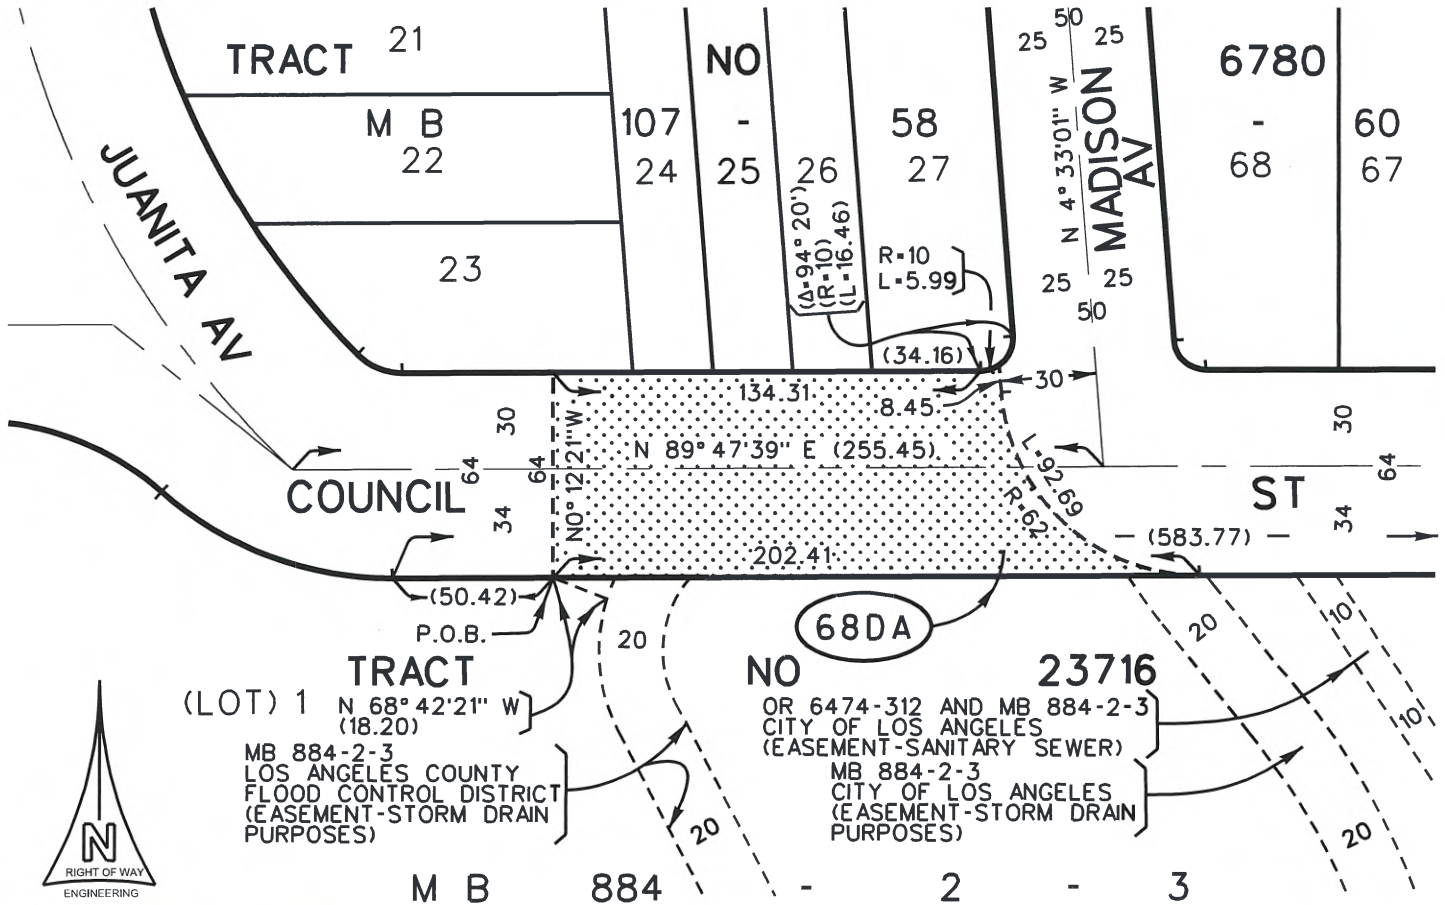 21
TRACT NO 6780
M B 107 - 58 - 60
22 24 25 26 27 68 67
23
50
25 25
N 4° 33'01" W
MADISON
AV
25 25
50
JUANITA AV
(Δ=94° 20')
(R=10)
(L=16.46)
R=10
L=5.99
(34.16)
134.31
8.45
30
30
30
N0° 12'21"W
N 89° 47'39" E (255.45)
64
64
64
L=92.69
R=62
COUNCIL ST
34
34
202.41
(583.77)
(50.42)
P.O.B.
68DA
20
20
10
10
TRACT NO 23716
(LOT) 1
N 68° 42'21" W
(18.20)
OR 6474-312 AND MB 884-2-3
CITY OF LOS ANGELES
(EASEMENT-SANITARY SEWER)
MB 884-2-3
LOS ANGELES COUNTY
FLOOD CONTROL DISTRICT
(EASEMENT-STORM DRAIN
PURPOSES)
MB 884-2-3
CITY OF LOS ANGELES
(EASEMENT-STORM DRAIN
PURPOSES)
20
20
N
RIGHT OF WAY
ENGINEERING
M B 884 - 2 - 3